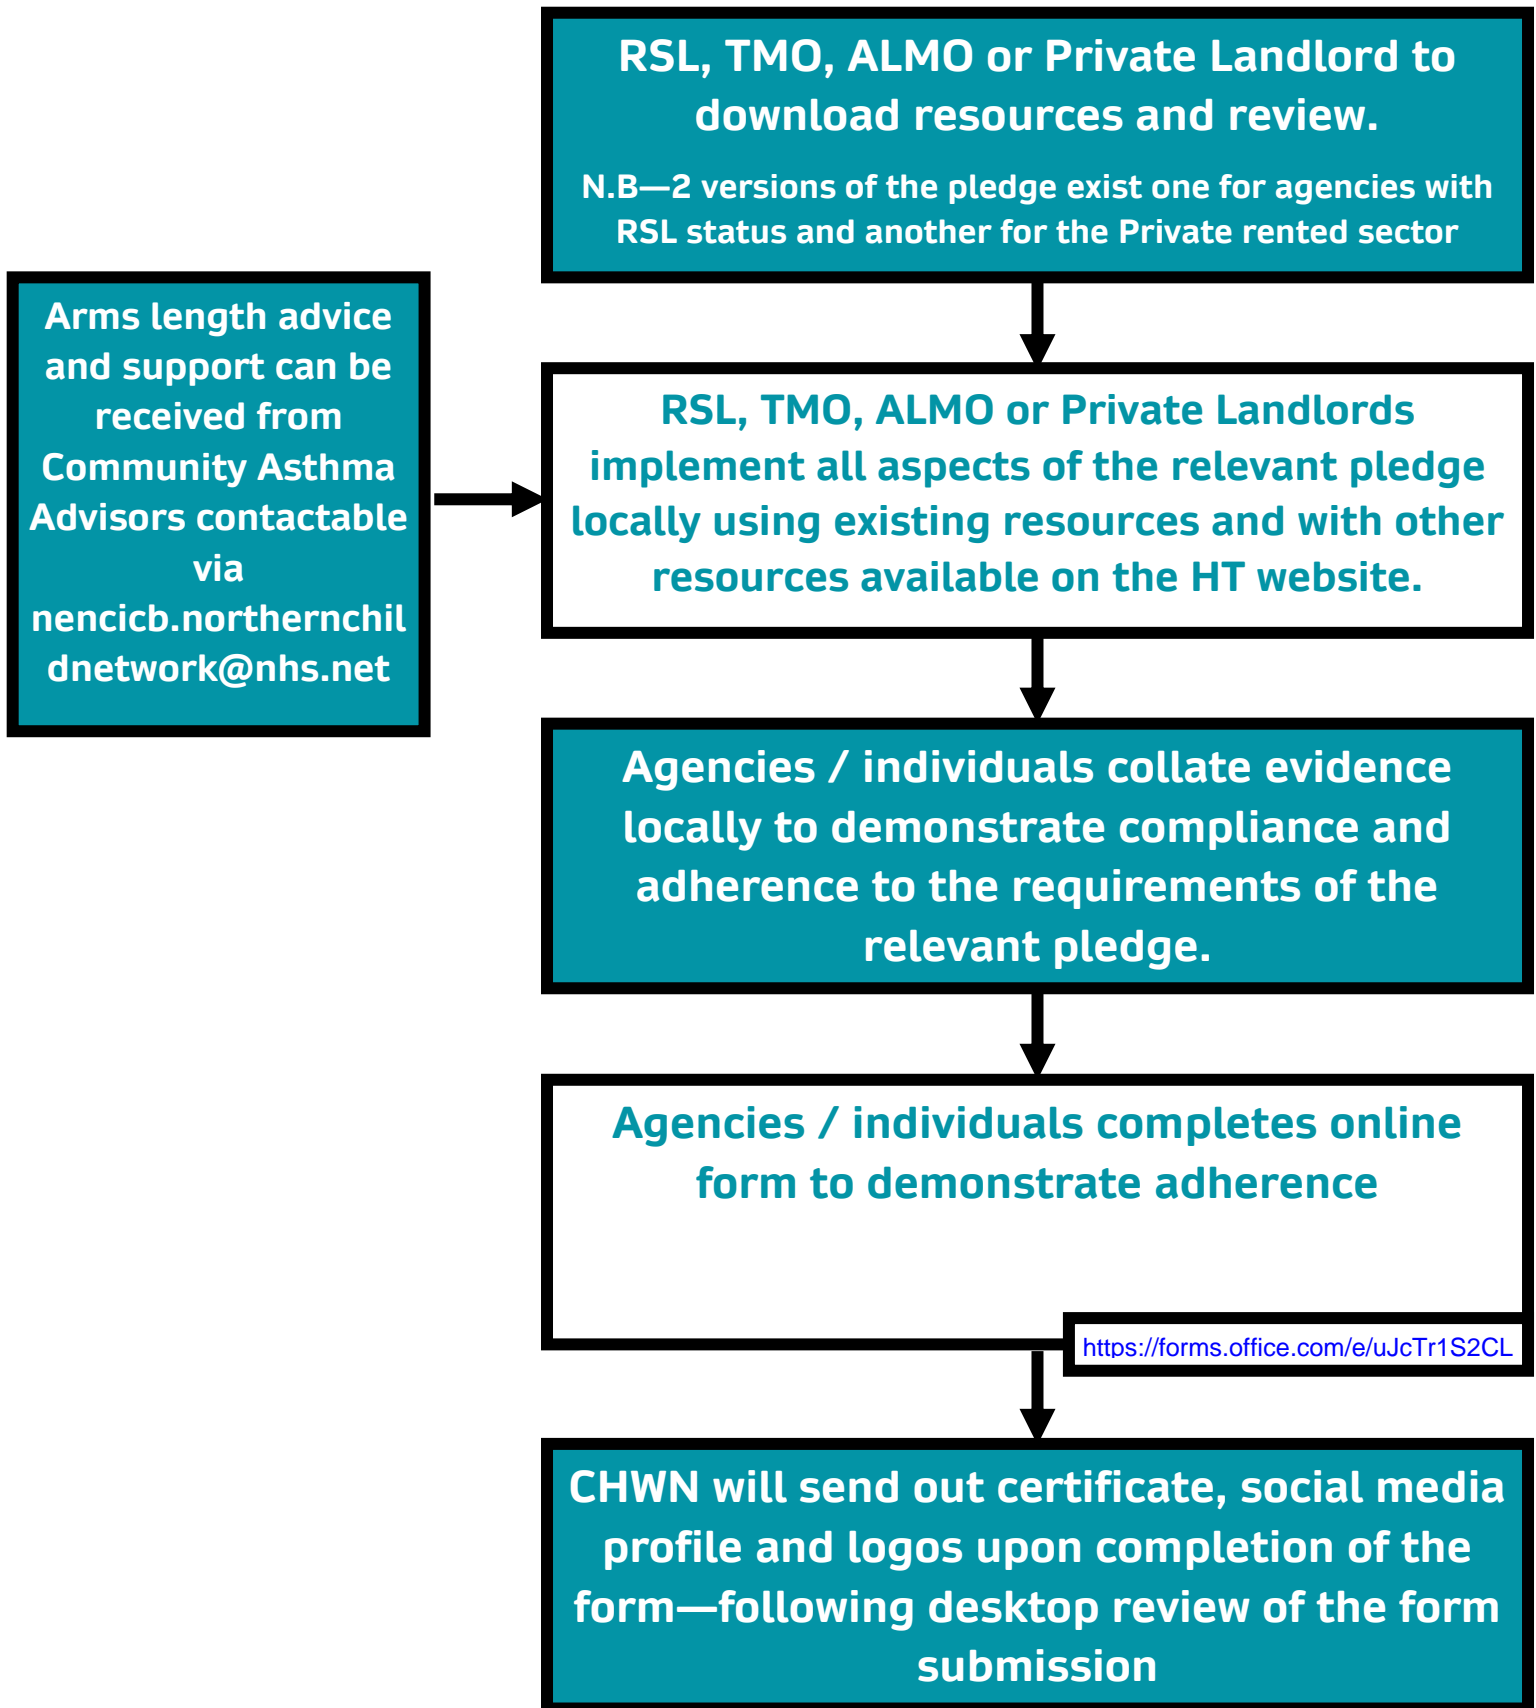 RSL, TMO, ALMO or Private Landlord to
download resources and review.
N.B—2 versions of the pledge exist one for agencies with
RSL status and another for the Private rented sector
Arms length advice
and support can be
received from
Community Asthma
Advisors contactable
via
nencicb.northernchil
dnetwork@nhs.net
RSL, TMO, ALMO or Private Landlords
implement all aspects of the relevant pledge
locally using existing resources and with other
resources available on the HT website.
Agencies / individuals collate evidence
locally to demonstrate compliance and
adherence to the requirements of the
relevant pledge.
Agencies / individuals completes online
form to demonstrate adherence
https://forms.office.com/e/uJcTr1S2CL
CHWN will send out certificate, social media
profile and logos upon completion of the
form—following desktop review of the form
submission